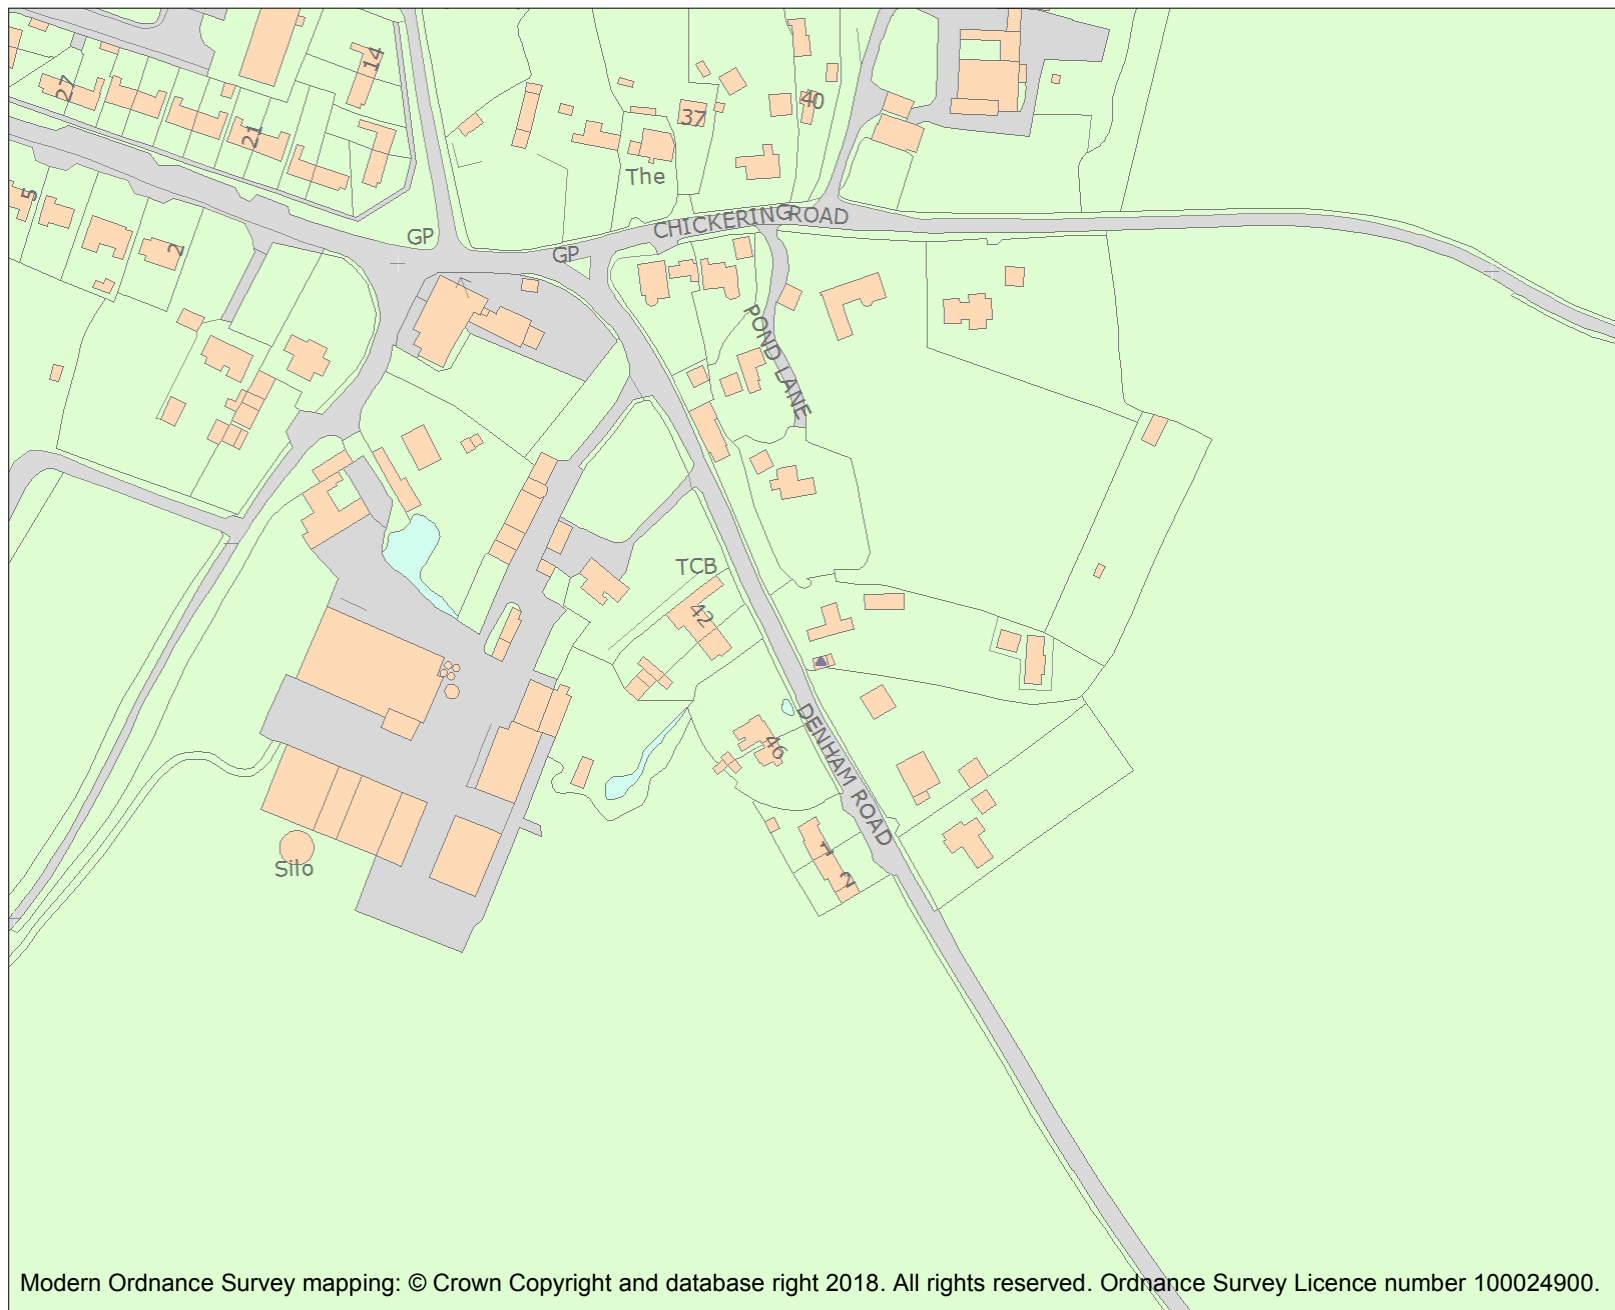 14
27
37
40
21
The
5
CHICKERING ROAD
GP
2
GP
POND LANE
TCB
42
DENHAM ROAD
46
1
2
Silo
Modern Ordnance Survey mapping: © Crown Copyright and database right 2018. All rights reserved. Ordnance Survey Licence number 100024900.